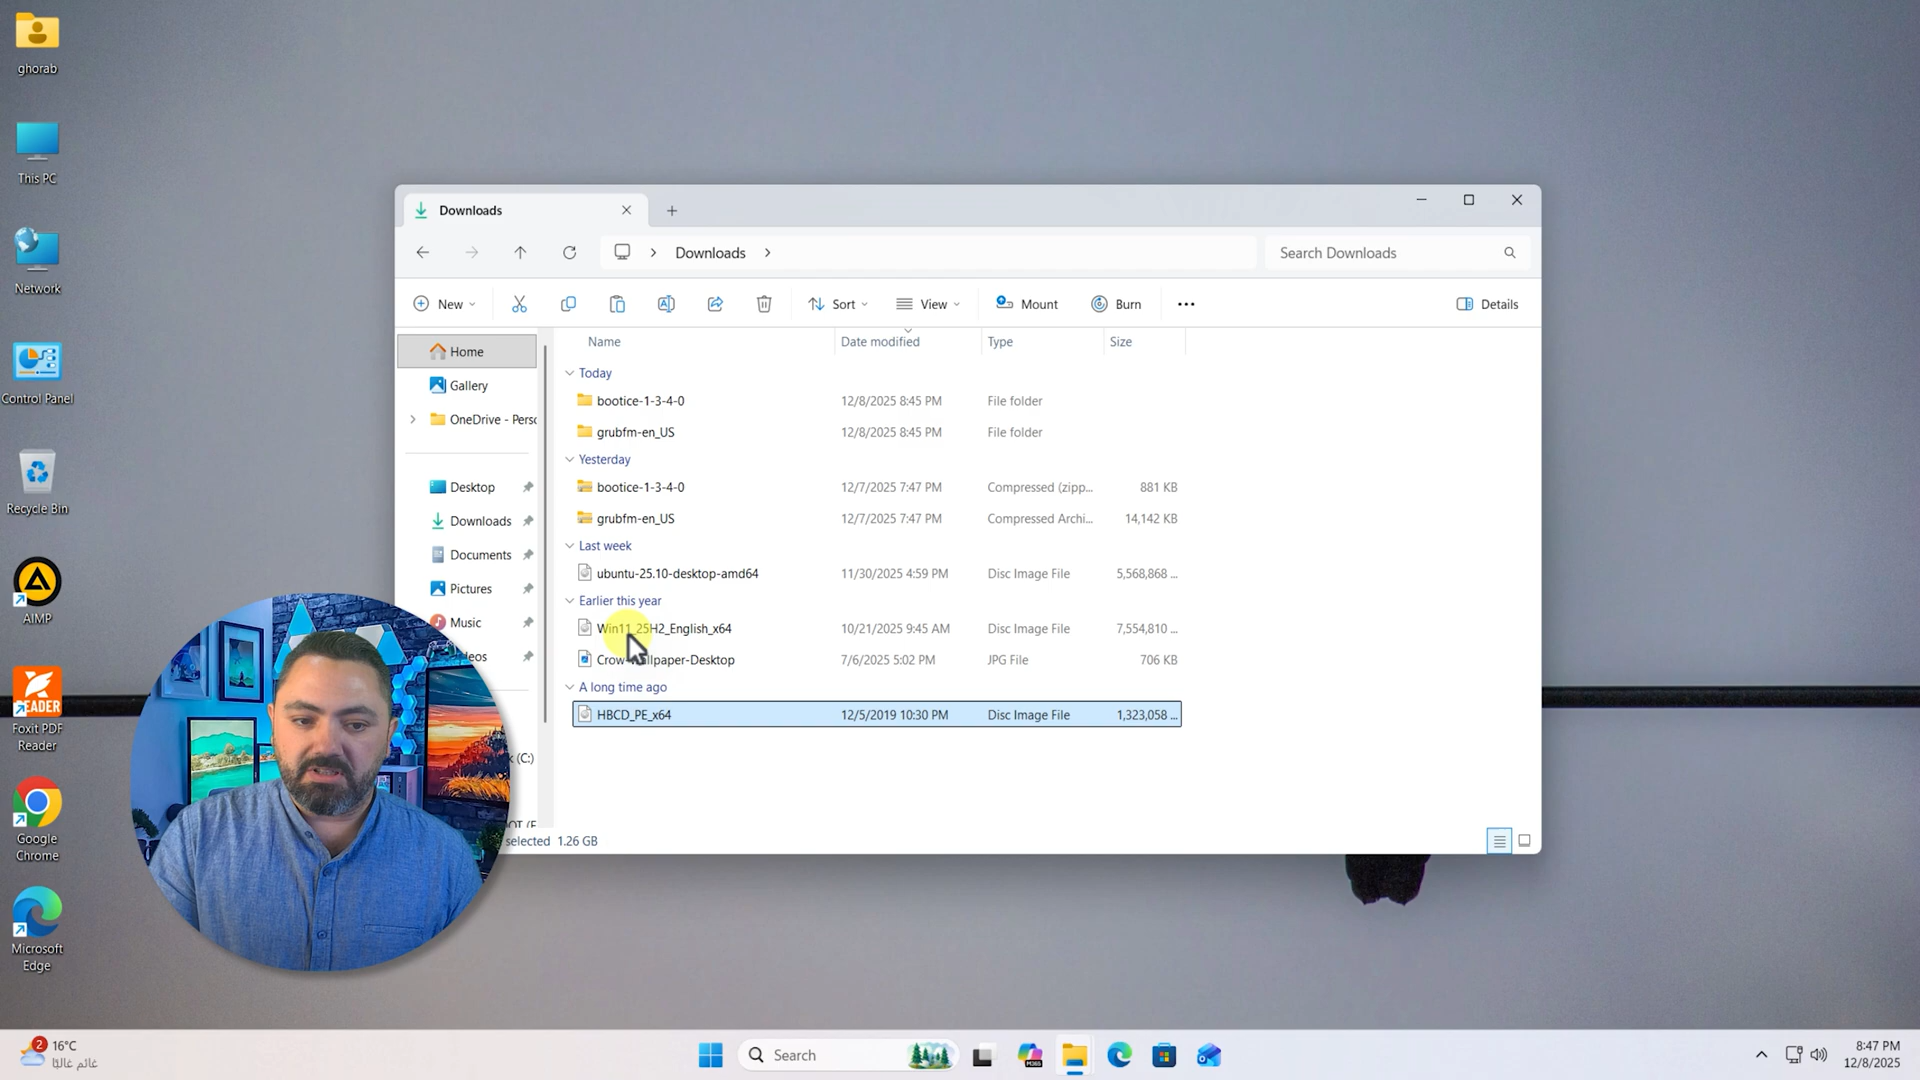 ghorab
This PC
Network
Control Panel
Recycle Bin
AIMP
READER
Foxit PDF
Reader
Google
Chrome
Microsoft
Edge
Downloads
Downloads
Search Downloads
New
Sort
View
Mount
Burn
Details
Home
Gallery
OneDrive - Perso
Desktop
Downloads
Documents
Pictures
Music
Name Date modified Type Size
Today
bootice-1-3-4-0 12/8/2025 8:45 PM File folder
grubfm-en_US 12/8/2025 8:45 PM File folder
Yesterday
bootice-1-3-4-0 12/7/2025 7:47 PM Compressed (zipp... 881 KB
grubfm-en_US 12/7/2025 7:47 PM Compressed Archi... 14,142 KB
Last week
ubuntu-25.10-desktop-amd64 11/30/2025 4:59 PM Disc Image File 5,568,868 ...
Earlier this year
Win11_25H2_English_x64 10/21/2025 9:45 AM Disc Image File 7,554,810 ...
Crow-Wallpaper-Desktop 7/6/2025 5:02 PM JPG File 706 KB
A long time ago
HBCD_PE_x64 12/5/2019 10:30 PM Disc Image File 1,323,058 ...
(C:)
selected 1.26 GB
2
16°C
غائم غالبًا
Search
M365
8:47 PM
12/8/2025